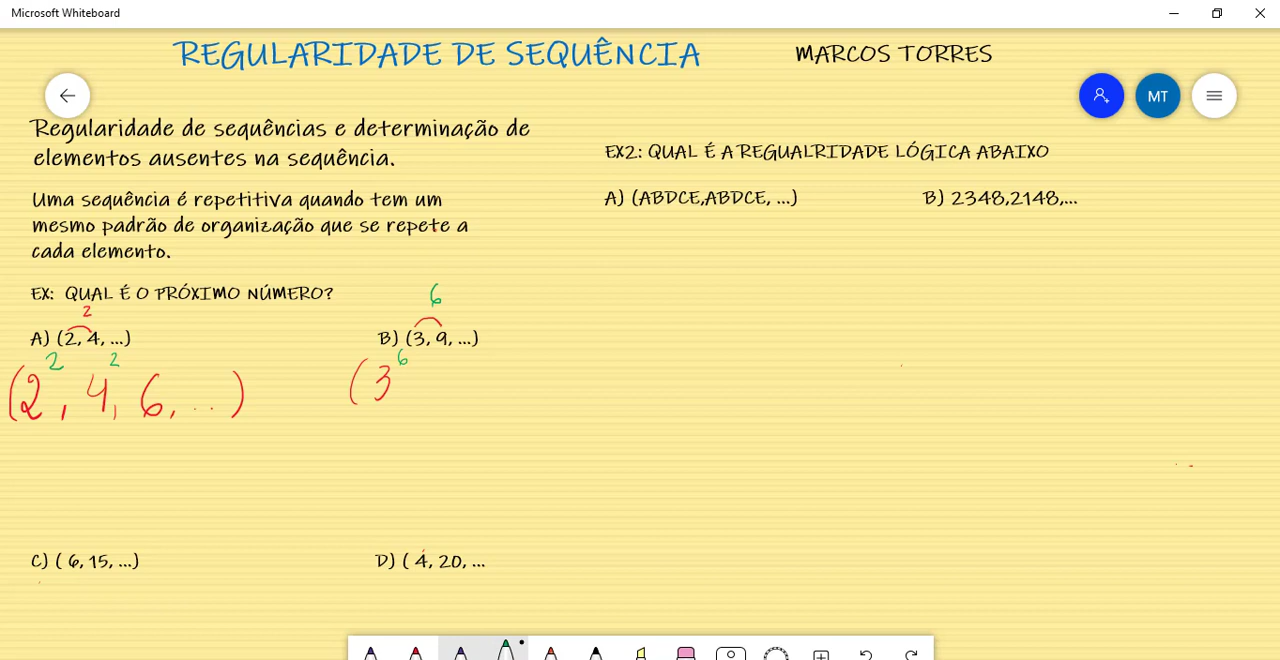 Microsoft Whiteboard
REGULARIDADE DE SEQUÊNCIA
MARCOS TORRES
MT
Regularidade de sequências e determinação de
elementos ausentes na sequência.
Uma sequência é repetitiva quando tem um
mesmo padrão de organização que se repete a
cada elemento.
EX: QUAL É O PRÓXIMO NÚMERO?
2
A) (2, 4, ...)
2 2
(2, 4, 6, ...)
6
B) (3, 9, ...)
6
(3
C) ( 6, 15, ...)
D) ( 4, 20, ...
EX2: QUAL É A REGUALRIDADE LÓGICA ABAIXO
A) (ABDCE,ABDCE, ...)
B) 2348,2148,...